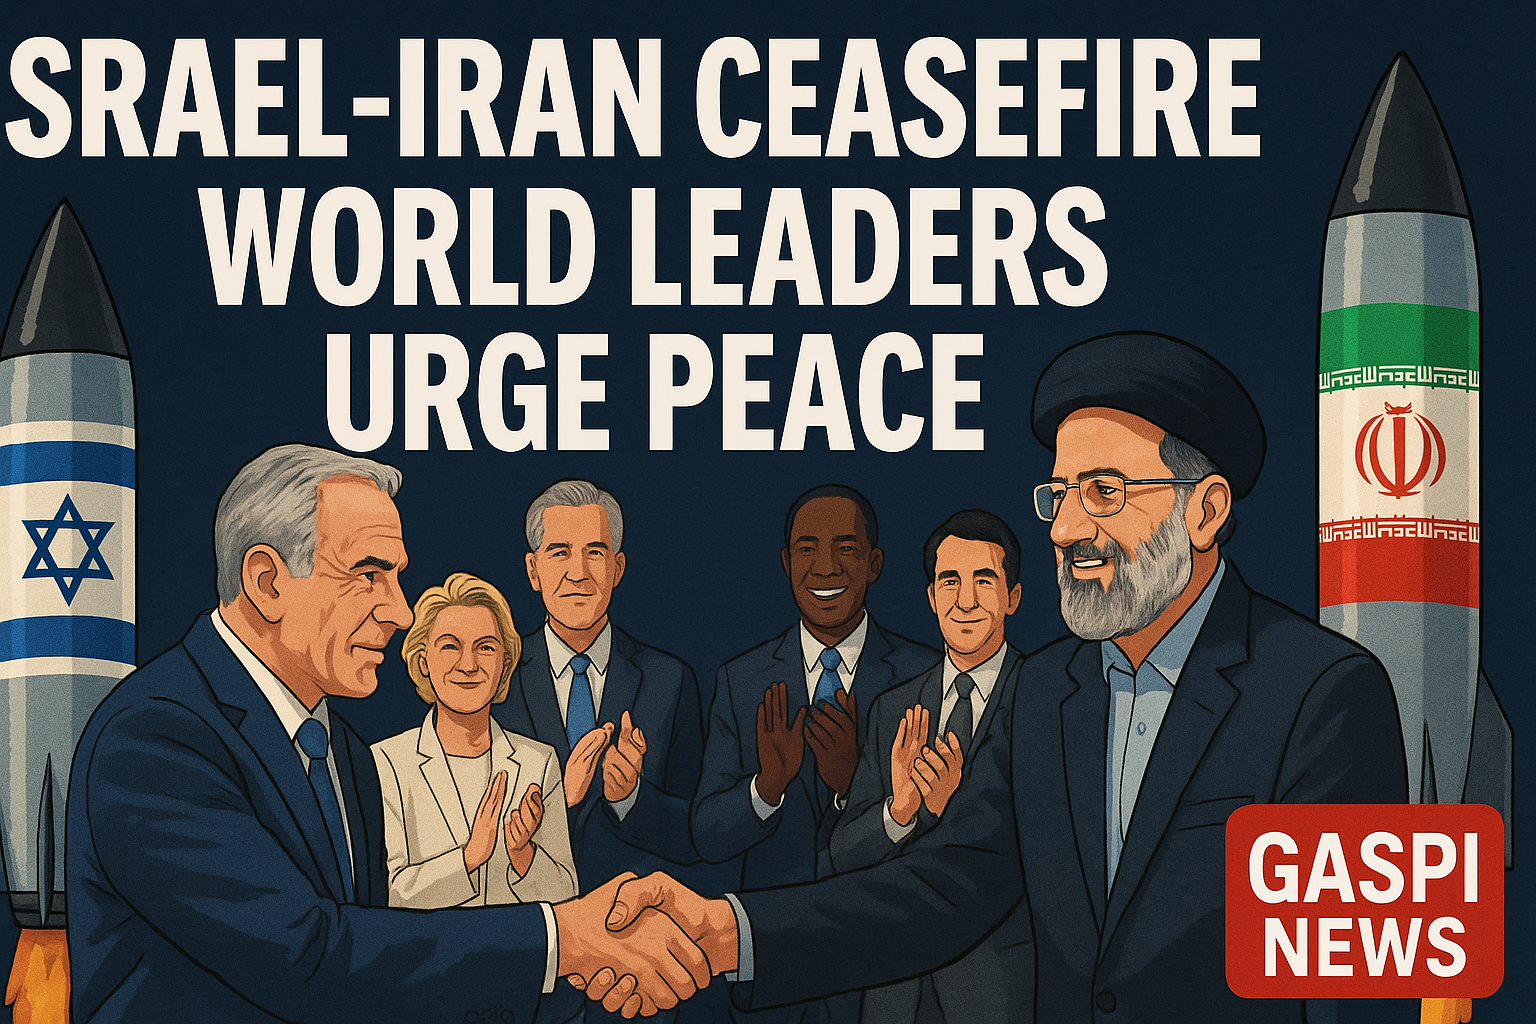 SRAEL-IRAN CEASEFIRE
WORLD LEADERS
URGE PEACE
GASPI
NEWS